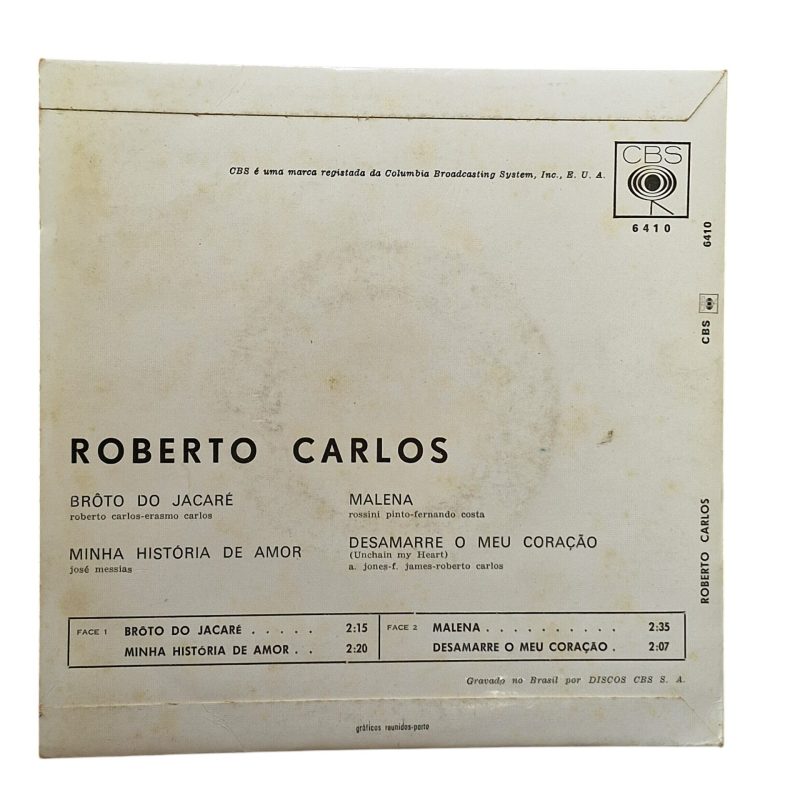 CBS é uma marca registada da Columbia Broadcasting System, Inc., E. U. A.
CBS
6410
6410
CBS
ROBERTO CARLOS
ROBERTO CARLOS
BRÔTO DO JACARÉ
roberto carlos-erasmo carlos
MINHA HISTÓRIA DE AMOR
josé messias
MALENA
rossini pinto-fernando costa
DESAMARRE O MEU CORAÇÃO
(Unchain my Heart)
a. jones-f. james-roberto carlos
FACE 1 BRÔTO DO JACARÉ . . . . . 2:15
MINHA HISTÓRIA DE AMOR . . 2:20
FACE 2 MALENA . . . . . . . . . . 2:35
DESAMARRE O MEU CORAÇÃO . 2:07
Gravado no Brasil por DISCOS CBS S. A.
gráficos reunidos-porto